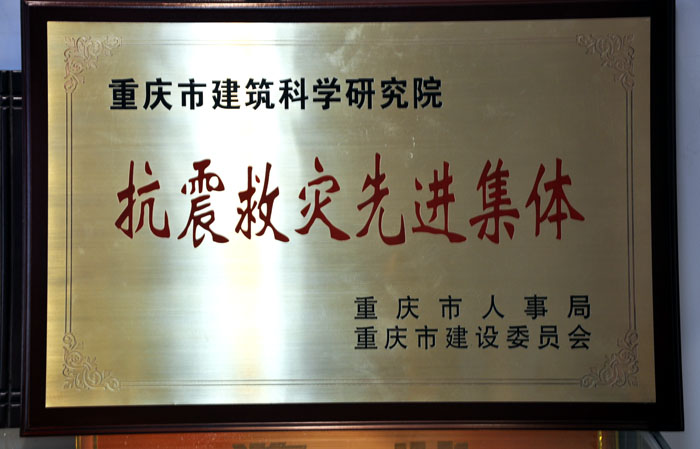 重庆市建筑科学研究院
抗震救灾先进集体
重庆市人事局
重庆市建设委员会